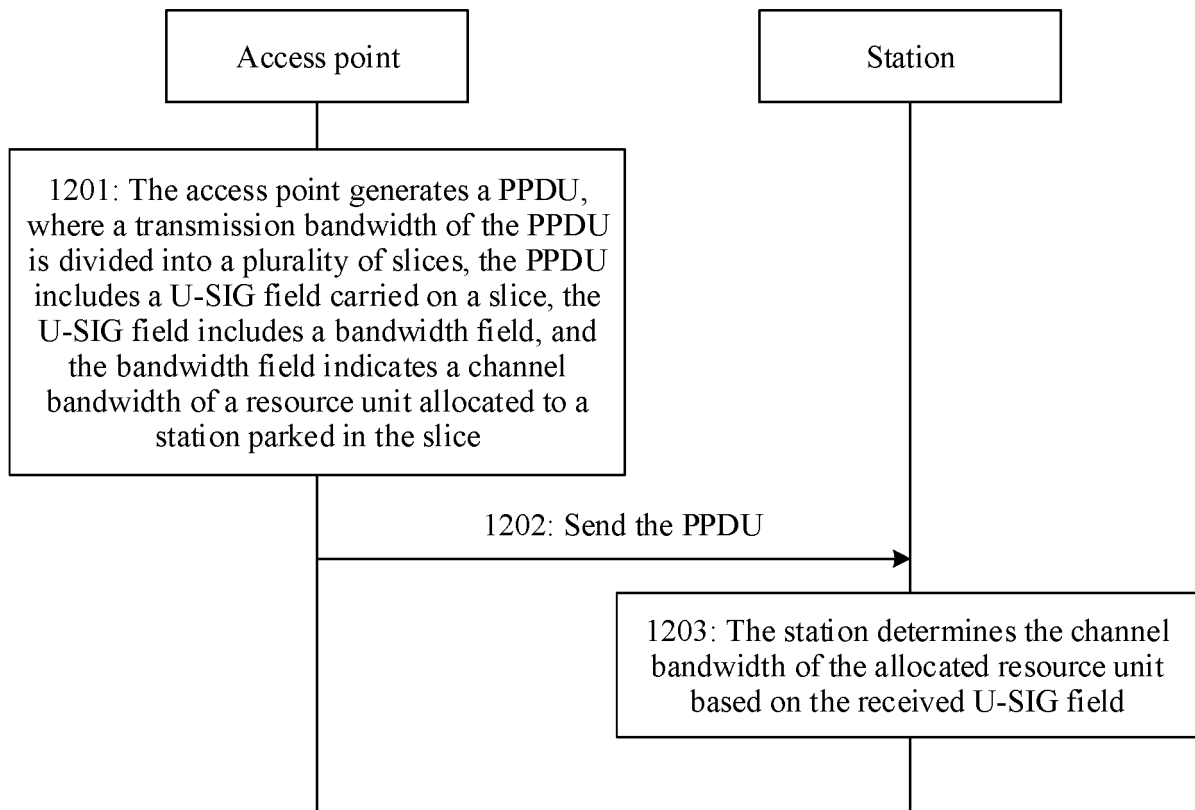 Access point
Station
1201: The access point generates a PPDU,
where a transmission bandwidth of the PPDU
is divided into a plurality of slices, the PPDU
includes a U-SIG field carried on a slice, the
U-SIG field includes a bandwidth field, and
the bandwidth field indicates a channel
bandwidth of a resource unit allocated to a
station parked in the slice
1202: Send the PPDU
1203: The station determines the channel
bandwidth of the allocated resource unit
based on the received U-SIG field